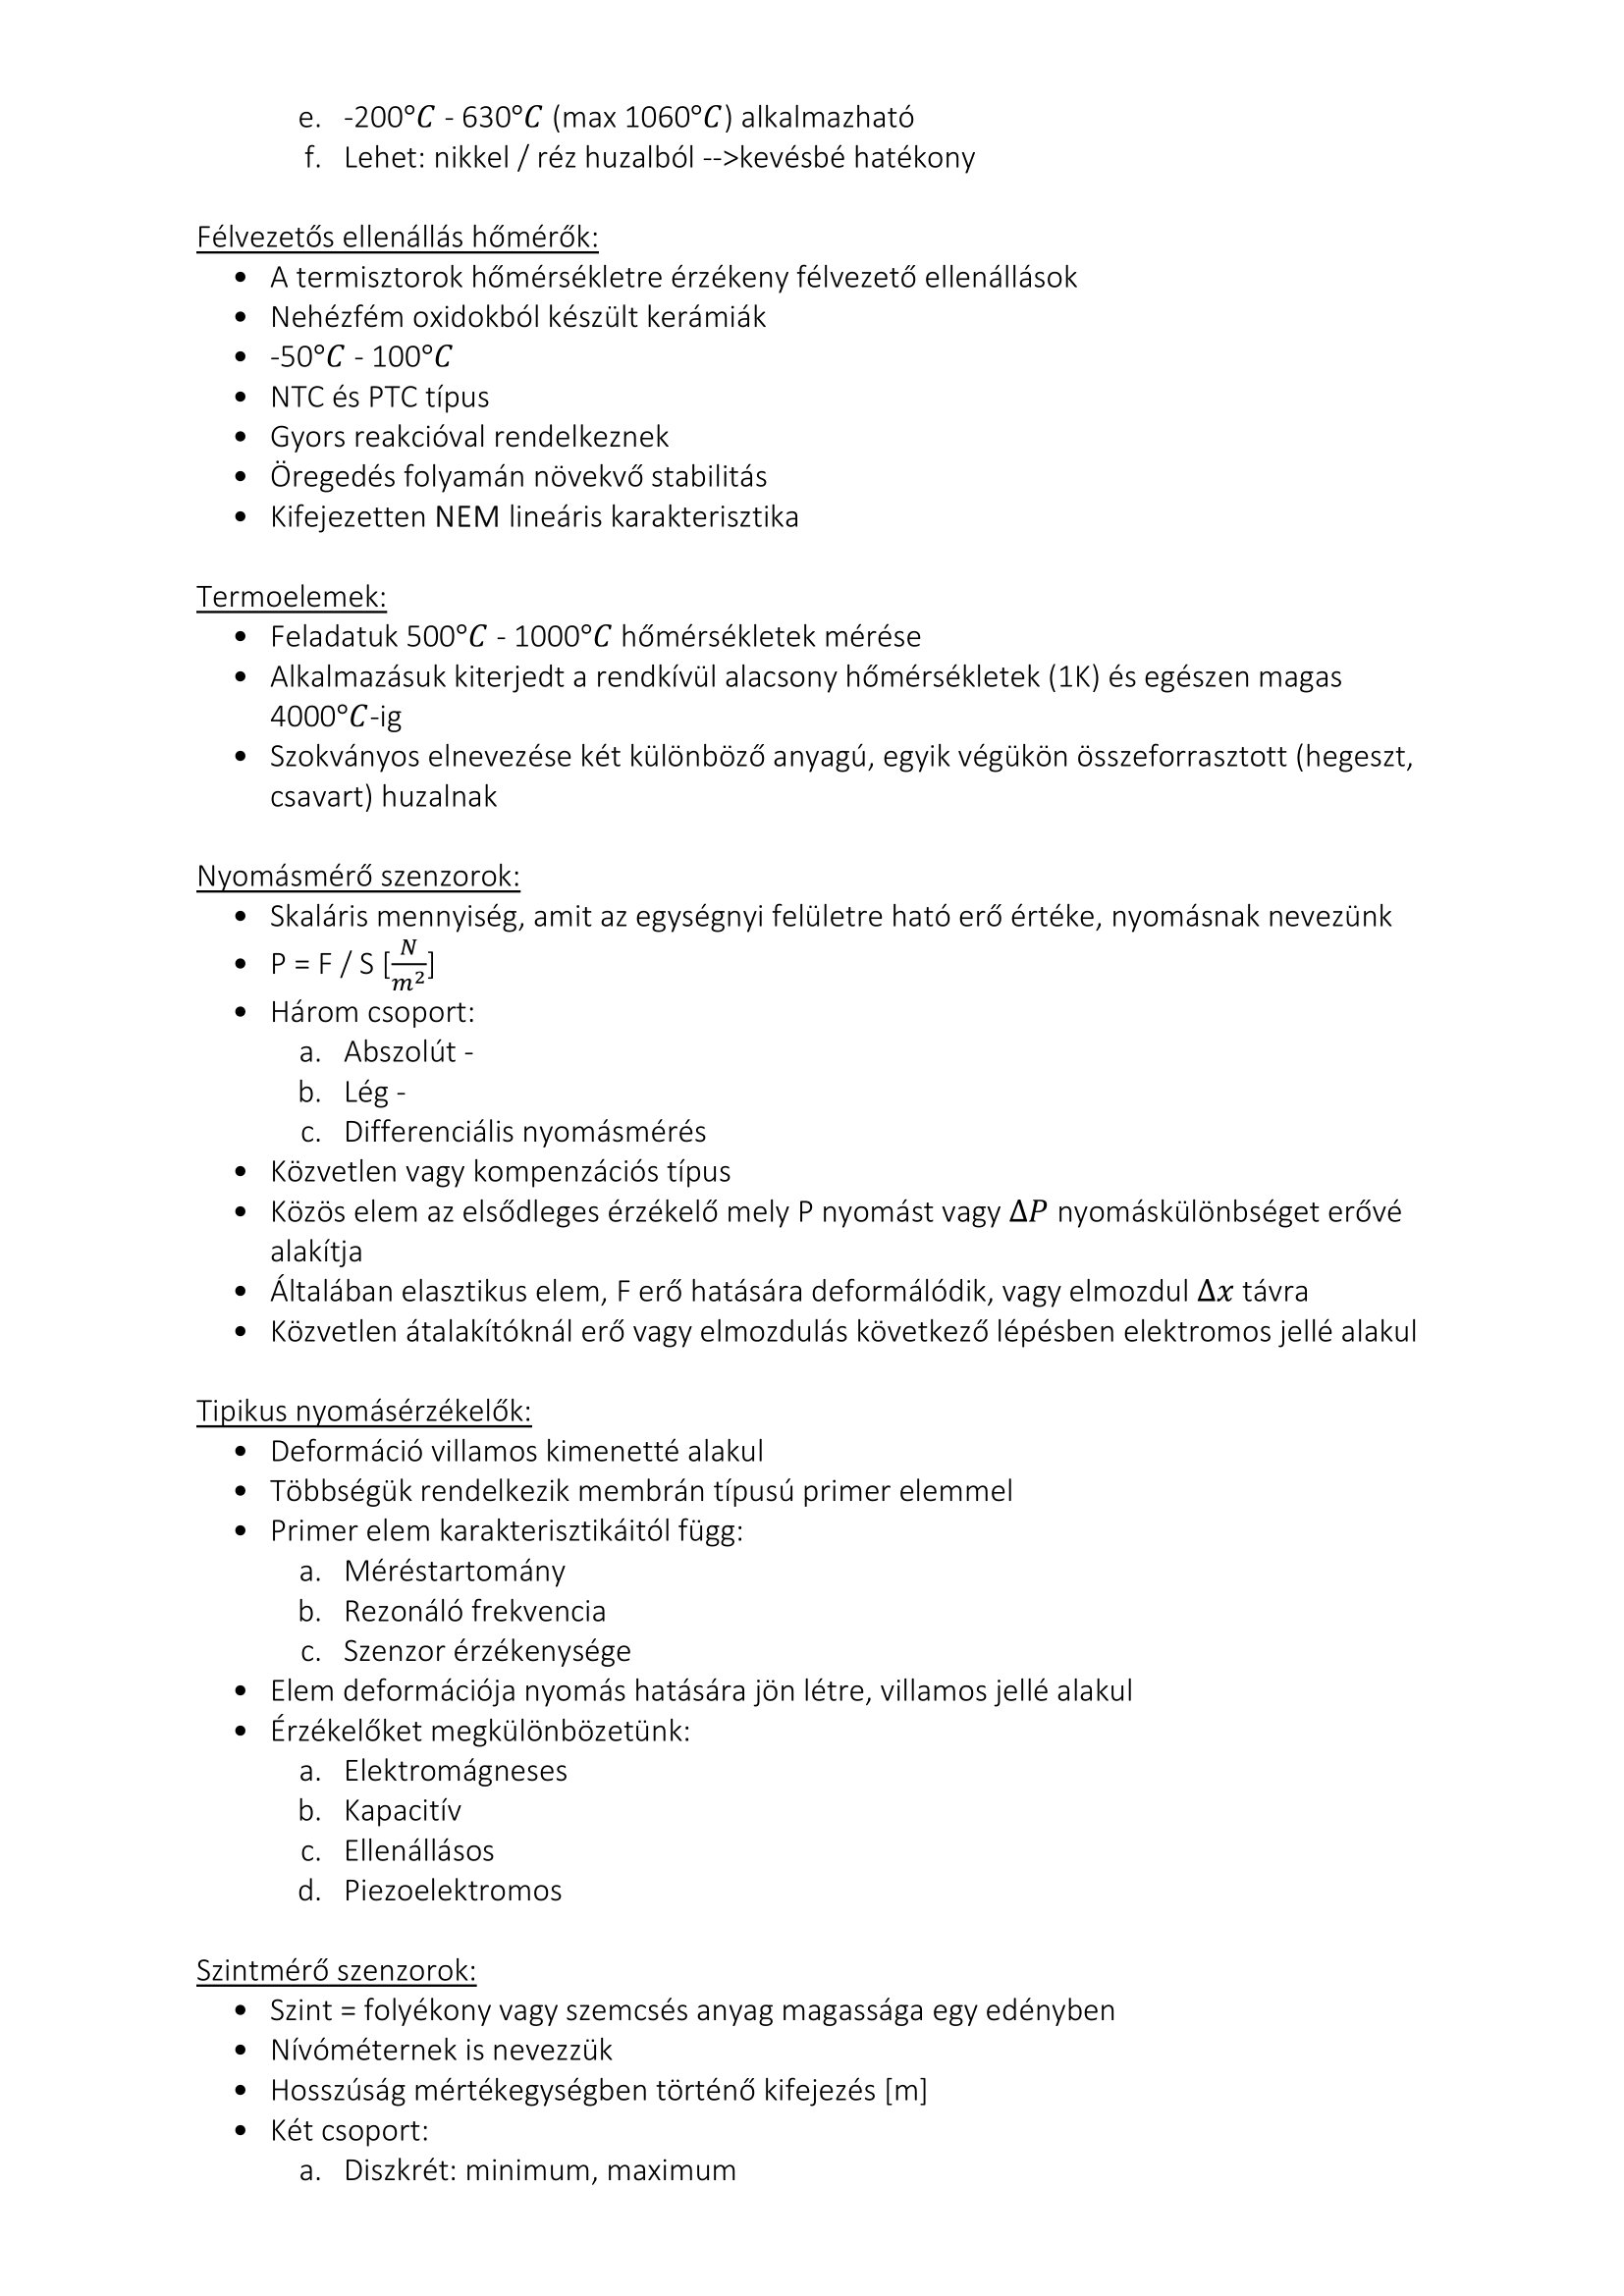 e. -200°C - 630°C (max 1060°C) alkalmazható
f. Lehet: nikkel / réz huzalból -->kevésbé hatékony
Félvezetős ellenállás hőmérők:
• A termisztorok hőmérsékletre érzékeny félvezető ellenállások
• Nehézfém oxidokból készült kerámiák
• -50°C - 100°C
• NTC és PTC típus
• Gyors reakcióval rendelkeznek
• Öregedés folyamán növekvő stabilitás
• Kifejezetten NEM lineáris karakterisztika
Termoelemek:
• Feladatuk 500°C - 1000°C hőmérsékletek mérése
• Alkalmazásuk kiterjedt a rendkívül alacsony hőmérsékletek (1K) és egészen magas
4000°C-ig
• Szokványos elnevezése két különböző anyagú, egyik végükön összeforrasztott (hegeszt,
csavart) huzalnak
Nyomásmérő szenzorok:
• Skaláris mennyiség, amit az egységnyi felületre ható erő értéke, nyomásnak nevezünk
• P = F / S [N/m²]
• Három csoport:
a. Abszolút -
b. Lég -
c. Differenciális nyomásmérés
• Közvetlen vagy kompenzációs típus
• Közös elem az elsődleges érzékelő mely P nyomást vagy ΔP nyomáskülönbséget erővé
alakítja
• Általában elasztikus elem, F erő hatására deformálódik, vagy elmozdul Δx távra
• Közvetlen átalakítóknál erő vagy elmozdulás következő lépésben elektromos jellé alakul
Tipikus nyomásérzékelők:
• Deformáció villamos kimenetté alakul
• Többségük rendelkezik membrán típusú primer elemmel
• Primer elem karakterisztikáitól függ:
a. Méréstartomány
b. Rezonáló frekvencia
c. Szenzor érzékenysége
• Elem deformációja nyomás hatására jön létre, villamos jellé alakul
• Érzékelőket megkülönbözetünk:
a. Elektromágneses
b. Kapacitív
c. Ellenállásos
d. Piezoelektromos
Szintmérő szenzorok:
• Szint = folyékony vagy szemcsés anyag magassága egy edényben
• Nívóméternek is nevezzük
• Hosszúság mértékegységben történő kifejezés [m]
• Két csoport:
a. Diszkrét: minimum, maximum